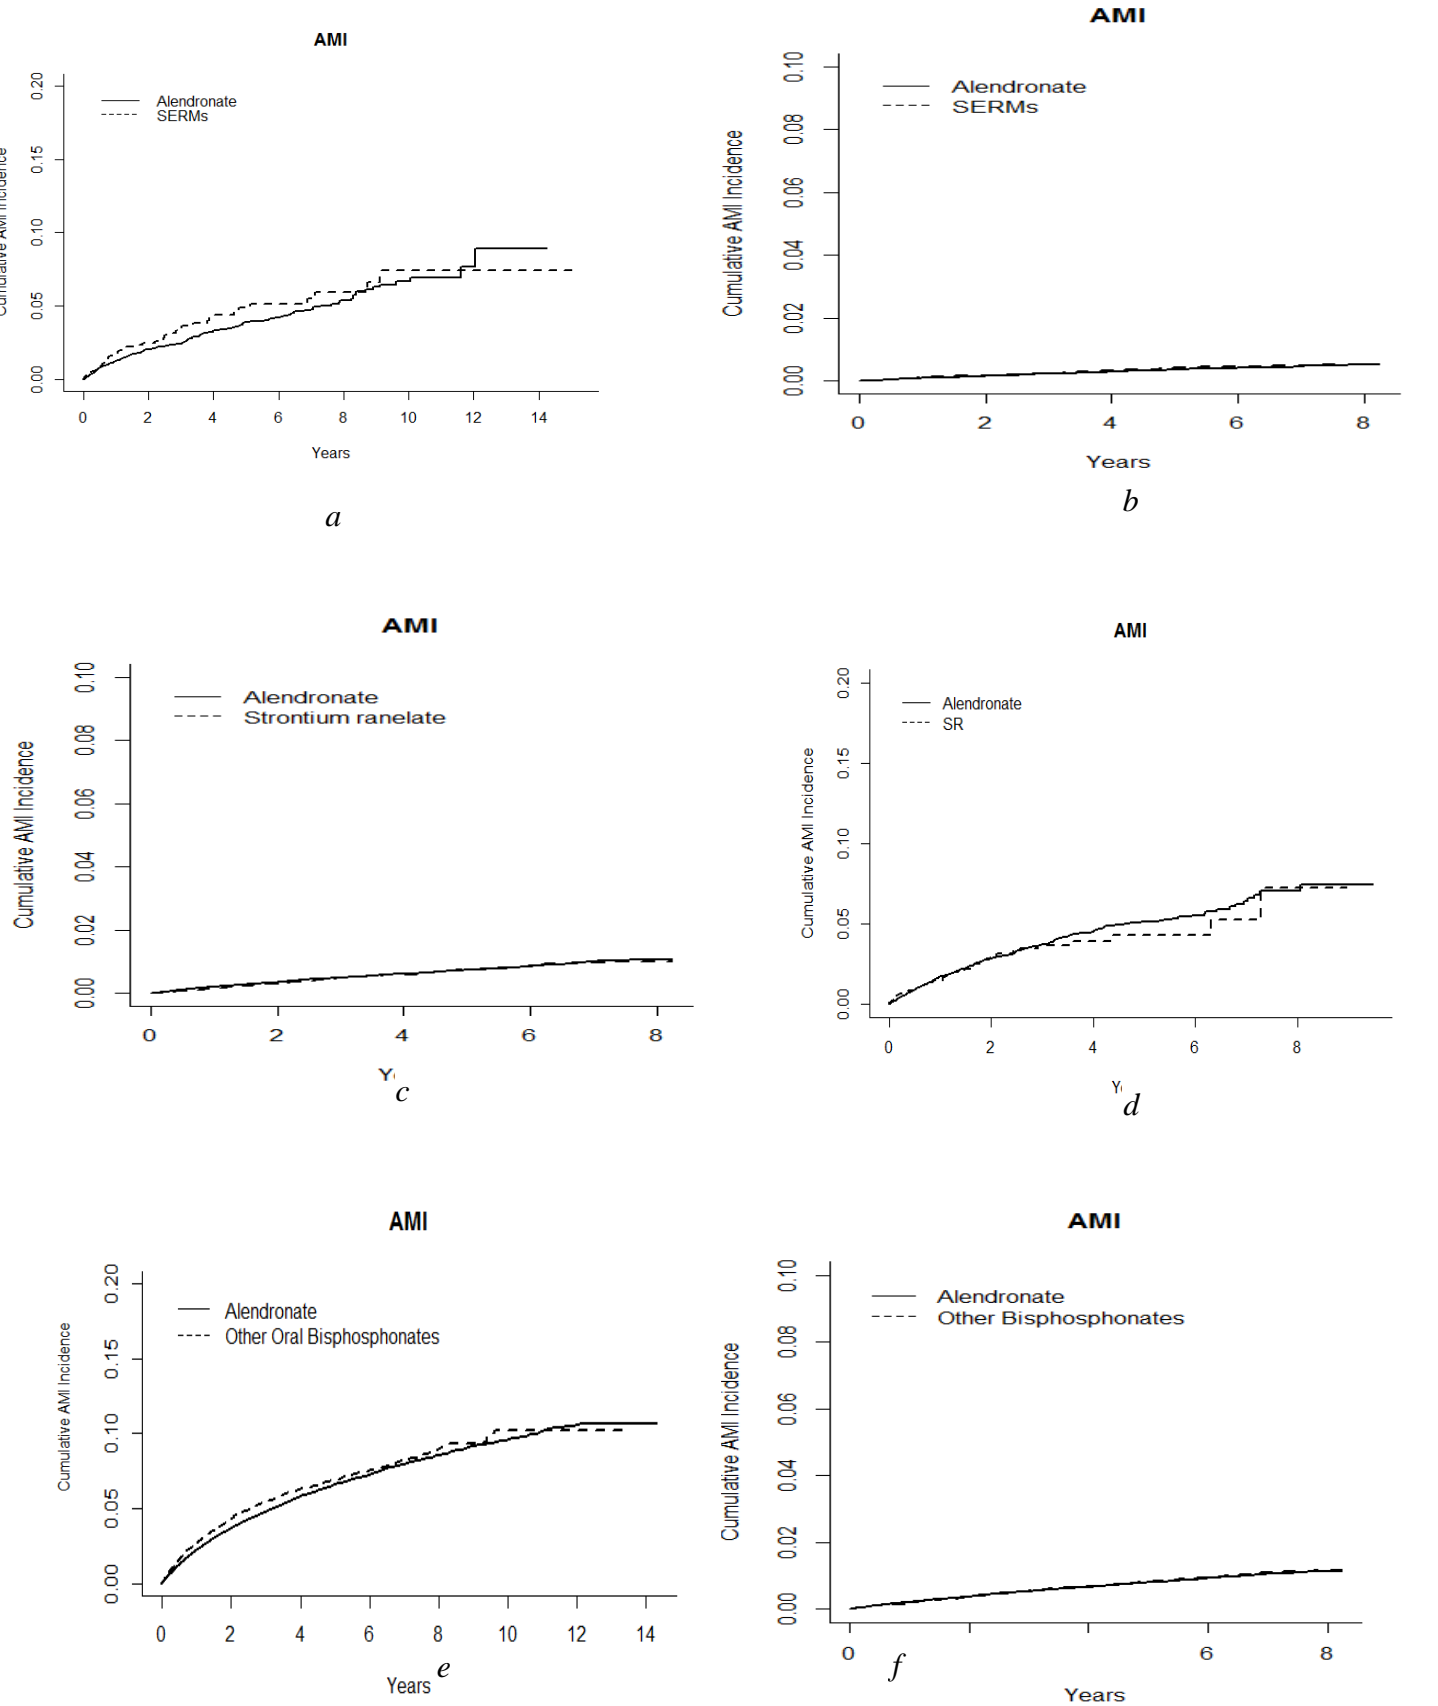 AMI
0.20
0.15
0.10
0.05
0.00
Cumulative AMI Incidence
Alendronate
SERMs
0 2 4 6 8 10 12 14
Years
a
AMI
0.10
0.08
0.06
0.04
0.02
0.00
Cumulative AMI Incidence
Alendronate
SERMs
0 2 4 6 8
Years
b
AMI
0.10
0.08
0.06
0.04
0.02
0.00
Cumulative AMI Incidence
Alendronate
Strontium ranelate
0 2 4 6 8
Y
c
AMI
0.20
0.15
0.10
0.05
0.00
Cumulative AMI Incidence
Alendronate
SR
0 2 4 6 8
Y
d
AMI
0.20
0.15
0.10
0.05
0.00
Cumulative AMI Incidence
Alendronate
Other Oral Bisphosphonates
0 2 4 6 8 10 12 14
Years
e
AMI
0.10
0.08
0.06
0.04
0.02
0.00
Cumulative AMI Incidence
Alendronate
Other Bisphosphonates
0 6 8
Years
f